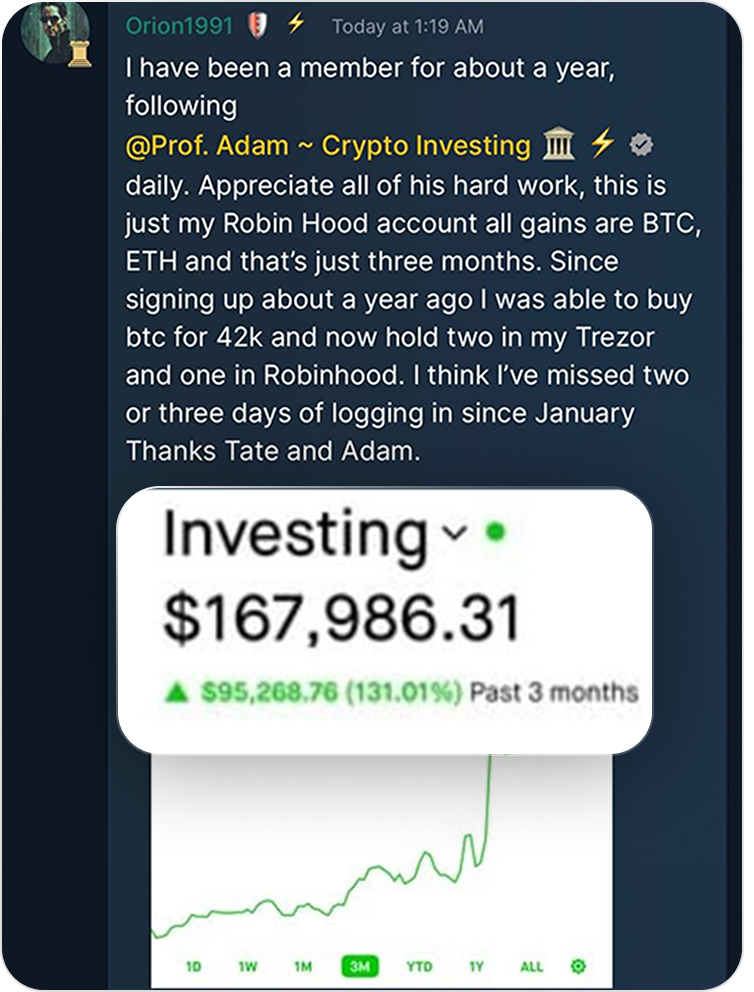 Orion1991 Today at 1:19 AM
I have been a member for about a year,
following
@Prof. Adam ~ Crypto Investing
daily. Appreciate all of his hard work, this is
just my Robin Hood account all gains are BTC,
ETH and that’s just three months. Since
signing up about a year ago I was able to buy
btc for 42k and now hold two in my Trezor
and one in Robinhood. I think I’ve missed two
or three days of logging in since January
Thanks Tate and Adam.
Investing
$167,986.31
▲ $95,268.76 (131.01%) Past 3 months
1D 1W 1M 3M YTD 1Y ALL